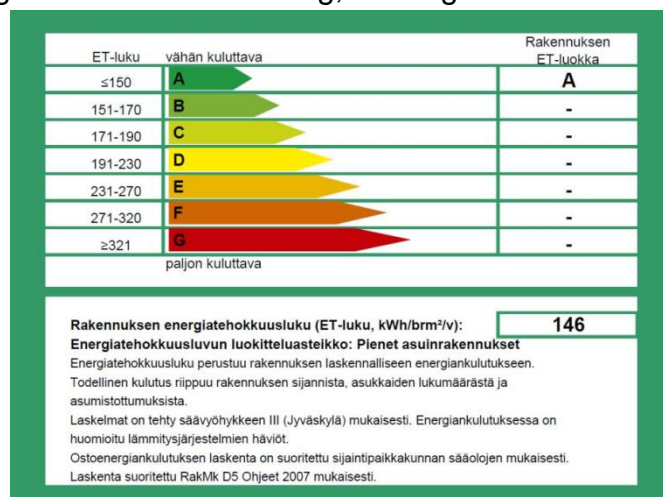 Rakennuksen
ET-luku vähän kuluttava ET-luokka
≤150 A A
151-170 B -
171-190 C -
191-230 D -
231-270 E -
271-320 F -
≥321 G -
paljon kuluttava
Rakennuksen energiatehokkuusluku (ET-luku, kWh/brm²/v): 146
Energiatehokkuusluvun luokitteluasteikko: Pienet asuinrakennukset
Energiatehokkuusluku perustuu rakennuksen laskennalliseen energiankulutukseen.
Todellinen kulutus riippuu rakennuksen sijannista, asukkaiden lukumäärästä ja
asumistottumuksista.
Laskelmat on tehty säävyöhykkeen III (Jyväskylä) mukaisesti. Energiankulutuksessa on
huomioitu lämmitysjärjestelmien häviöt.
Ostoenergiankulutuksen laskenta on suoritettu sijaintipaikkakunnan sääolojen mukaisesti.
Laskenta suoritettu RakMk D5 Ohjeet 2007 mukaisesti.